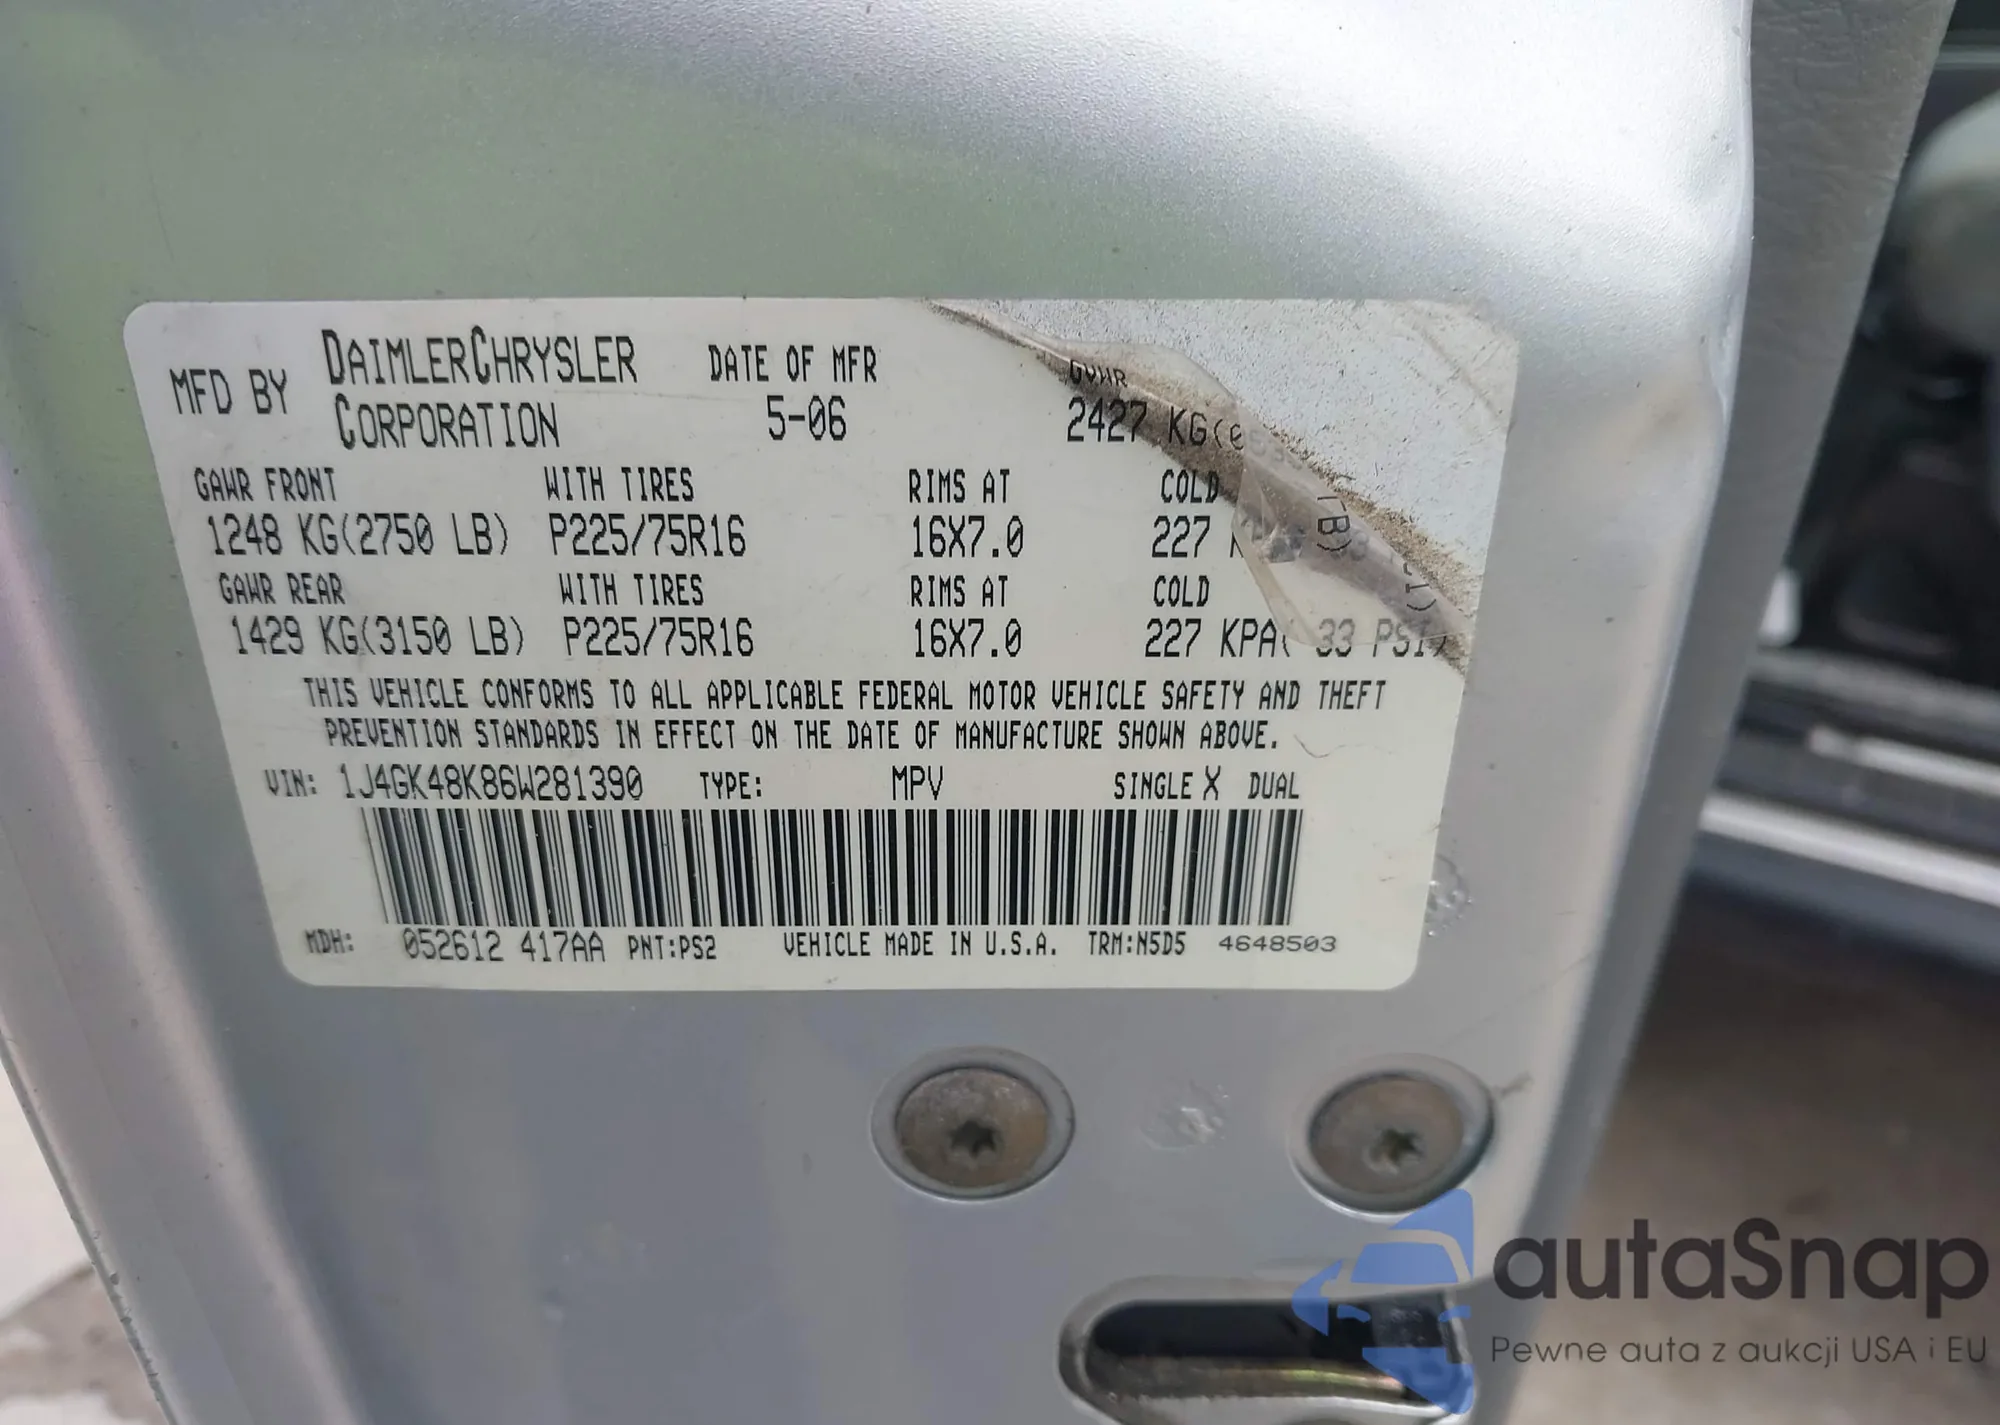 MFD BY DAIMLERCHRYSLER CORPORATION
DATE OF MFR
5-06
GVWR
2427 KG(
GAWR FRONT WITH TIRES RIMS AT COLD
1248 KG(2750 LB) P225/75R16 16X7.0 227
GAWR REAR WITH TIRES RIMS AT COLD
1429 KG(3150 LB) P225/75R16 16X7.0 227 KPA( 33 PSI)
THIS VEHICLE CONFORMS TO ALL APPLICABLE FEDERAL MOTOR VEHICLE SAFETY AND THEFT
PREVENTION STANDARDS IN EFFECT ON THE DATE OF MANUFACTURE SHOWN ABOVE.
VIN: 1J4GK48K86W281390 TYPE: MPV SINGLE X DUAL
MDH: 052612 417AA PNT:PS2 VEHICLE MADE IN U.S.A. TRM:N5D5 4648503
autaSnap
Pewne auta z aukcji USA i EU